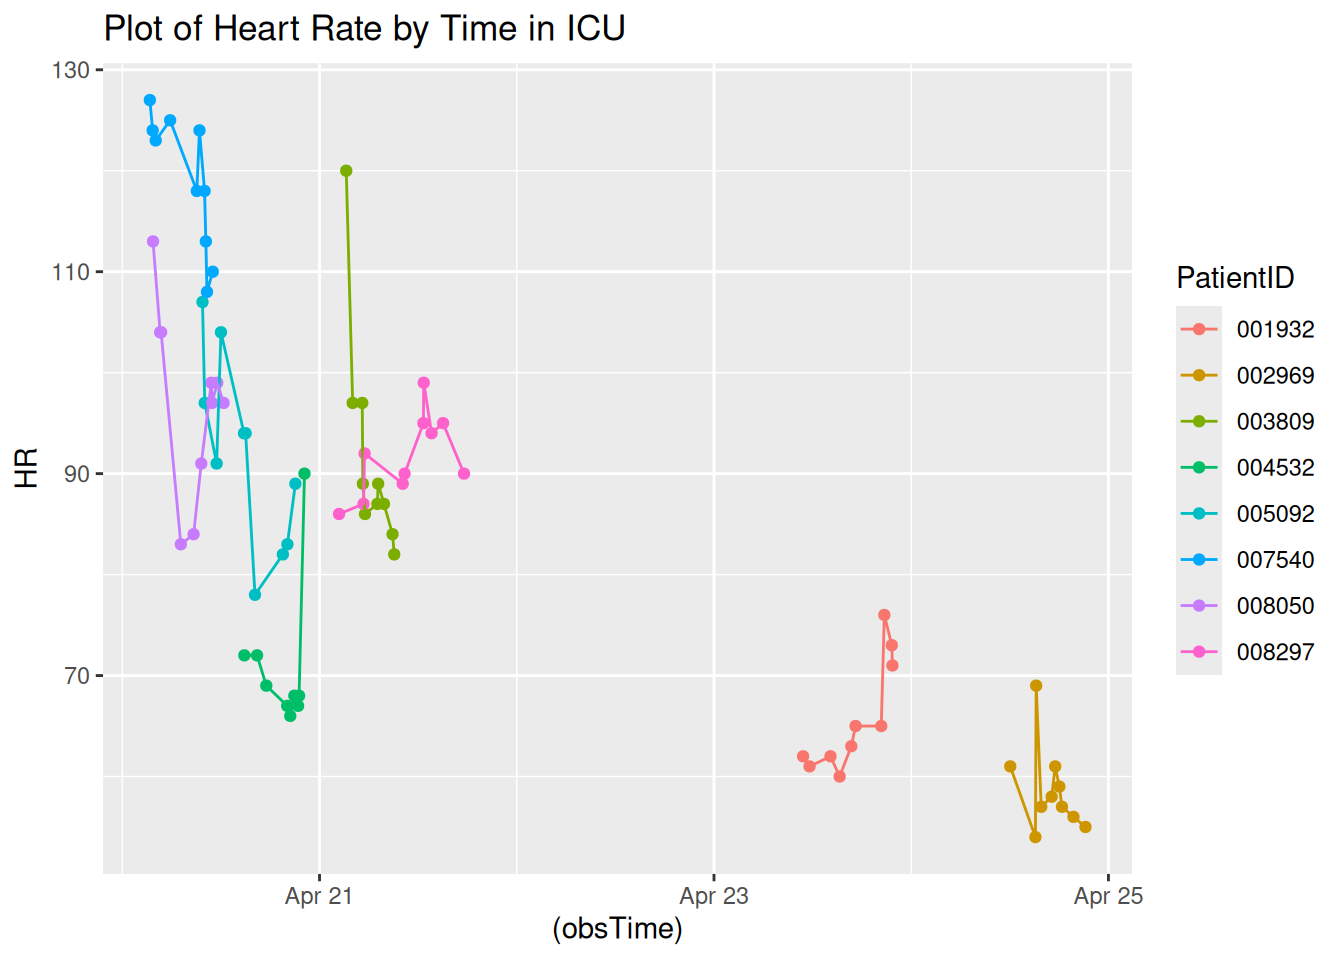 Plot of Heart Rate by Time in ICU
130
110
90
70
HR
Apr 21
Apr 23
Apr 25
(obsTime)
PatientID
001932
002969
003809
004532
005092
007540
008050
008297